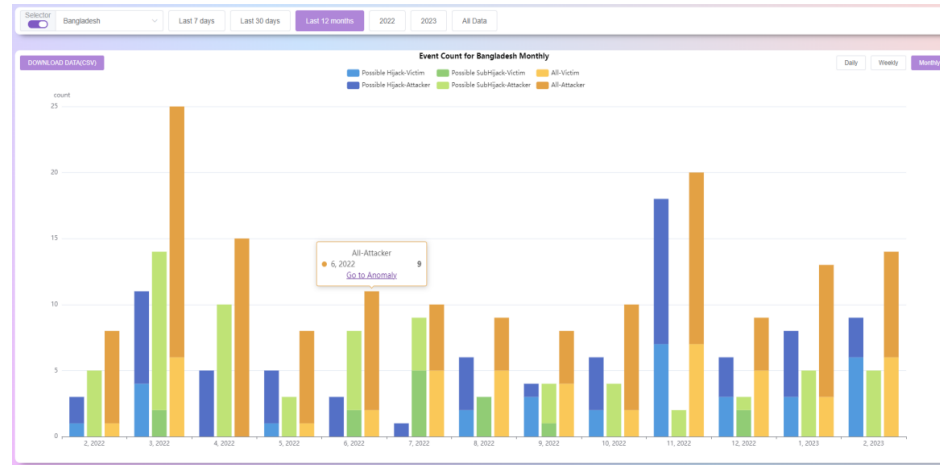 Selector
Bangladesh Last 7 days Last 30 days Last 12 months 2022 2023 All Data
Event Count for Bangladesh Monthly
DOWNLOAD DATA(CSV)
Daily Weekly Monthly
Possible Hijack-Victim Possible SubHijack-Victim All-Victim
Possible Hijack-Attacker Possible SubHijack-Attacker All-Attacker
count
25
20
15
All-Attacker
6, 2022 9
Go to Anomaly
10
5
0
2, 2022 3, 2022 4, 2022 5, 2022 6, 2022 7, 2022 8, 2022 9, 2022 10, 2022 11, 2022 12, 2022 1, 2023 2, 2023